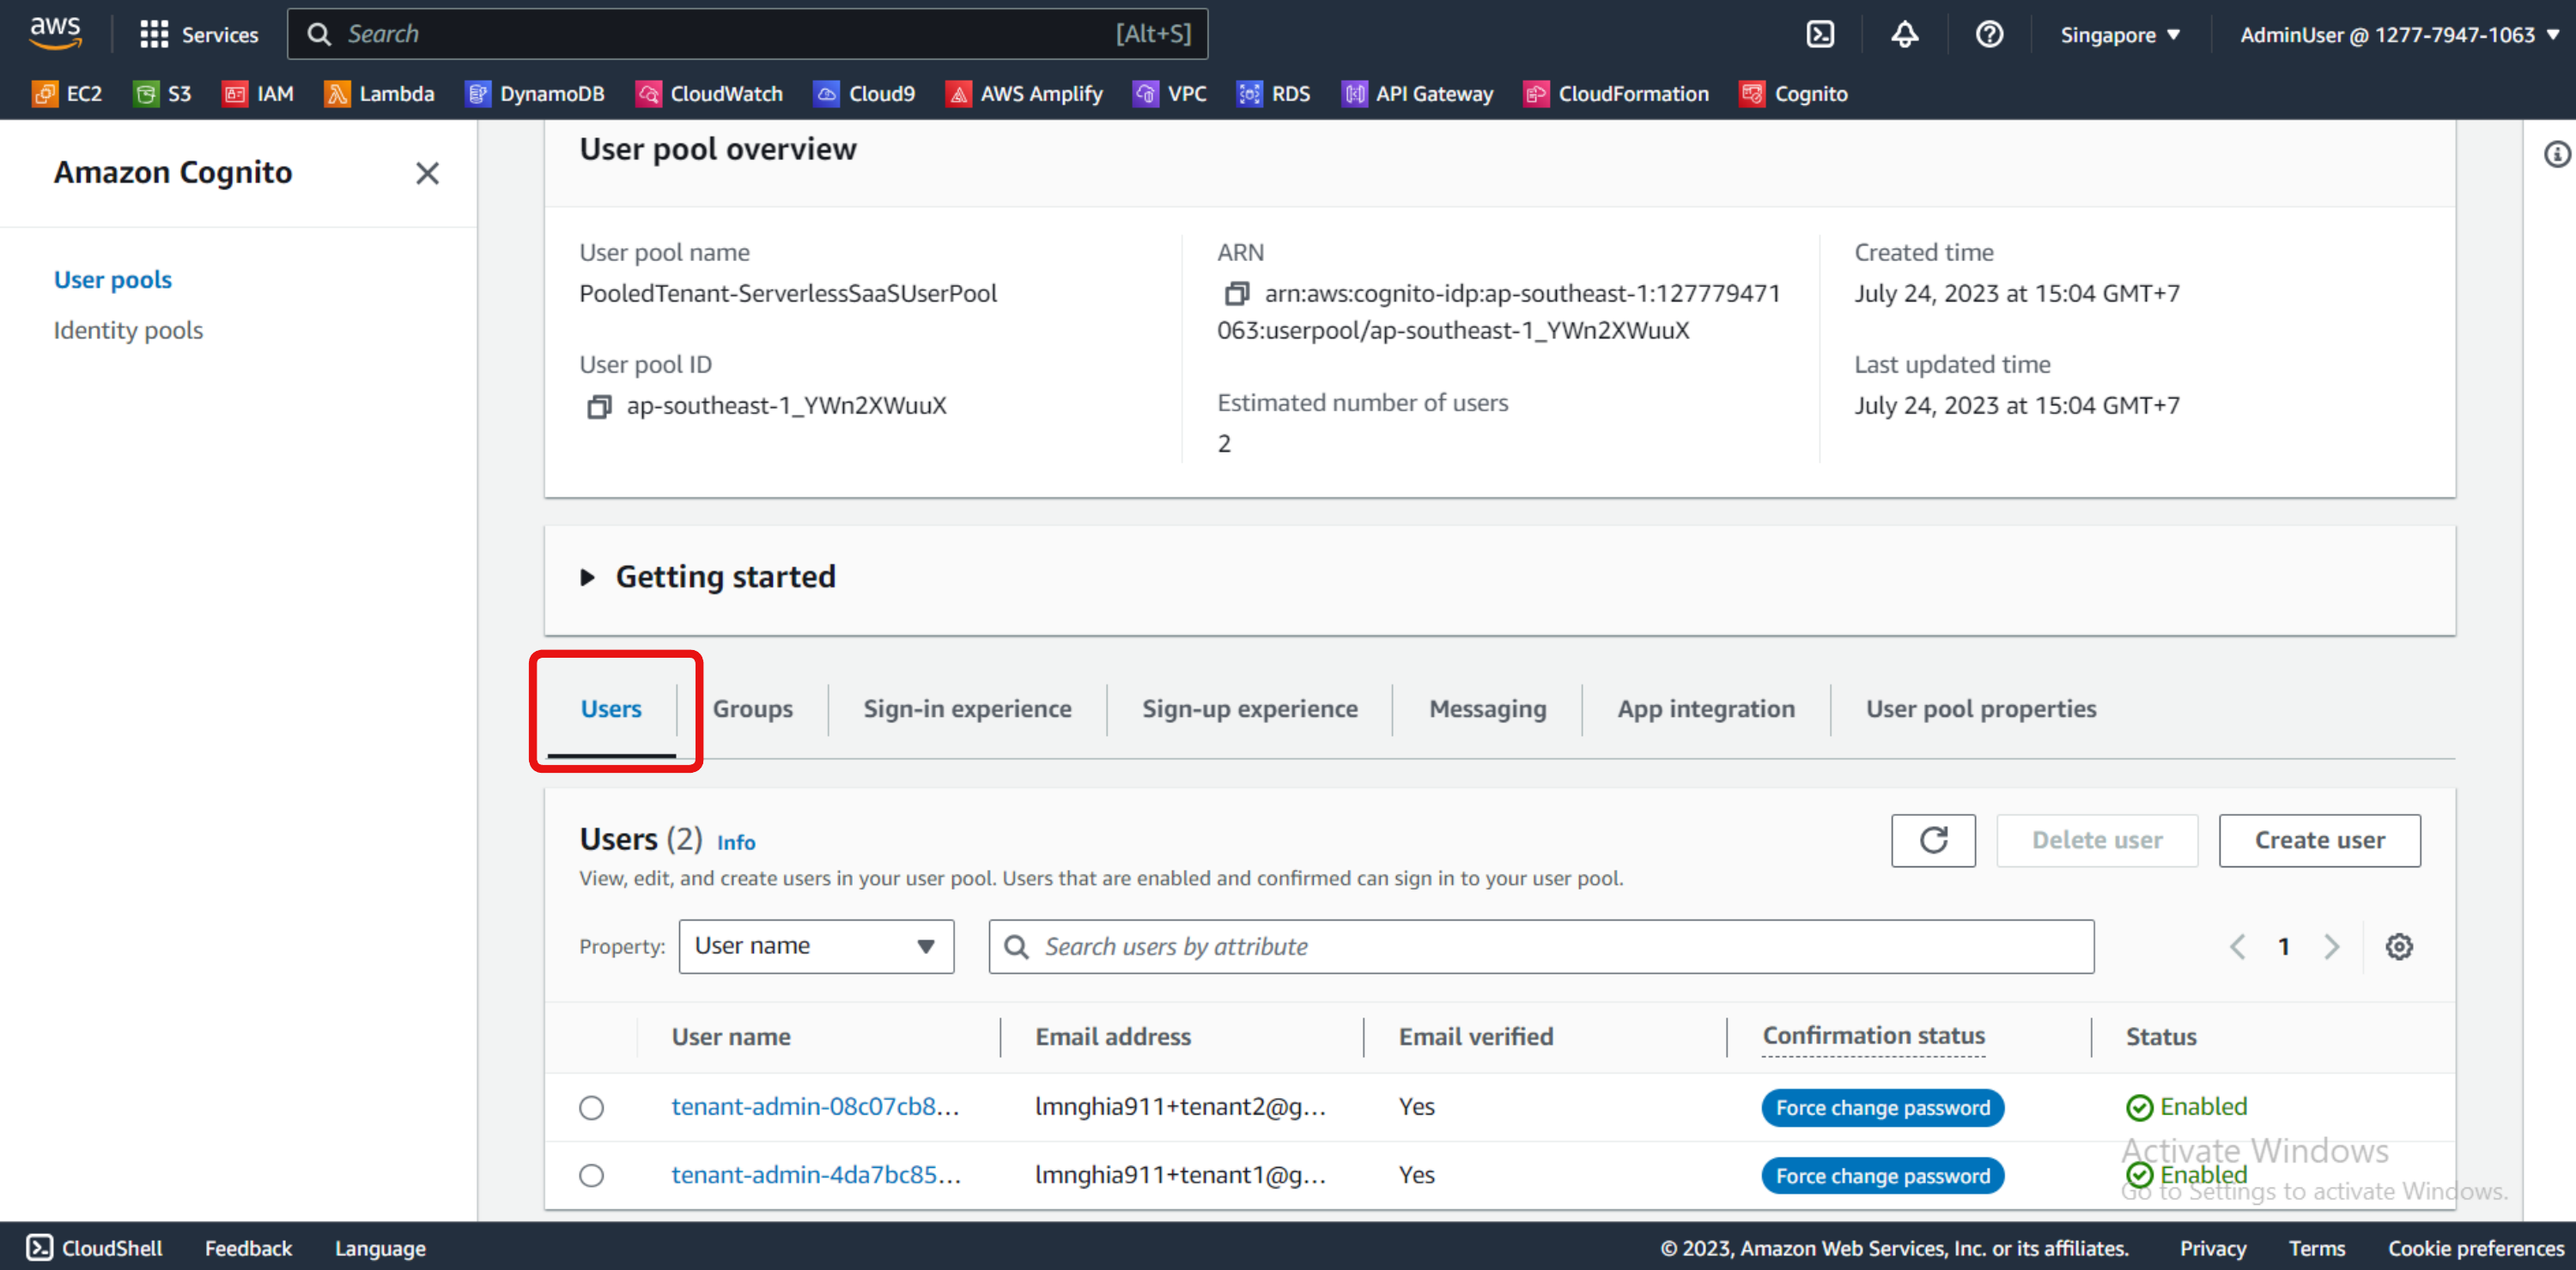 aws Services Search [Alt+S] Singapore AdminUser @ 1277-7947-1063
EC2 S3 IAM Lambda DynamoDB CloudWatch Cloud9 AWS Amplify VPC RDS API Gateway CloudFormation Cognito
Amazon Cognito
User pools
Identity pools
User pool overview
User pool name
PooledTenant-ServerlessSaaSUserPool
User pool ID
ap-southeast-1_YWn2XWuuX
ARN
arn:aws:cognito-idp:ap-southeast-1:127779471
063:userpool/ap-southeast-1_YWn2XWuuX
Estimated number of users
2
Created time
July 24, 2023 at 15:04 GMT+7
Last updated time
July 24, 2023 at 15:04 GMT+7
Getting started
Users Groups Sign-in experience Sign-up experience Messaging App integration User pool properties
Users (2) Info
Delete user Create user
View, edit, and create users in your user pool. Users that are enabled and confirmed can sign in to your user pool.
Property: User name Search users by attribute 1
User name Email address Email verified Confirmation status Status
tenant-admin-08c07cb8... lmnghia911+tenant2@g... Yes Force change password Enabled
tenant-admin-4da7bc85... lmnghia911+tenant1@g... Yes Force change password Enabled
Activate Windows
Go to Settings to activate Windows.
CloudShell Feedback Language © 2023, Amazon Web Services, Inc. or its affiliates. Privacy Terms Cookie preferences